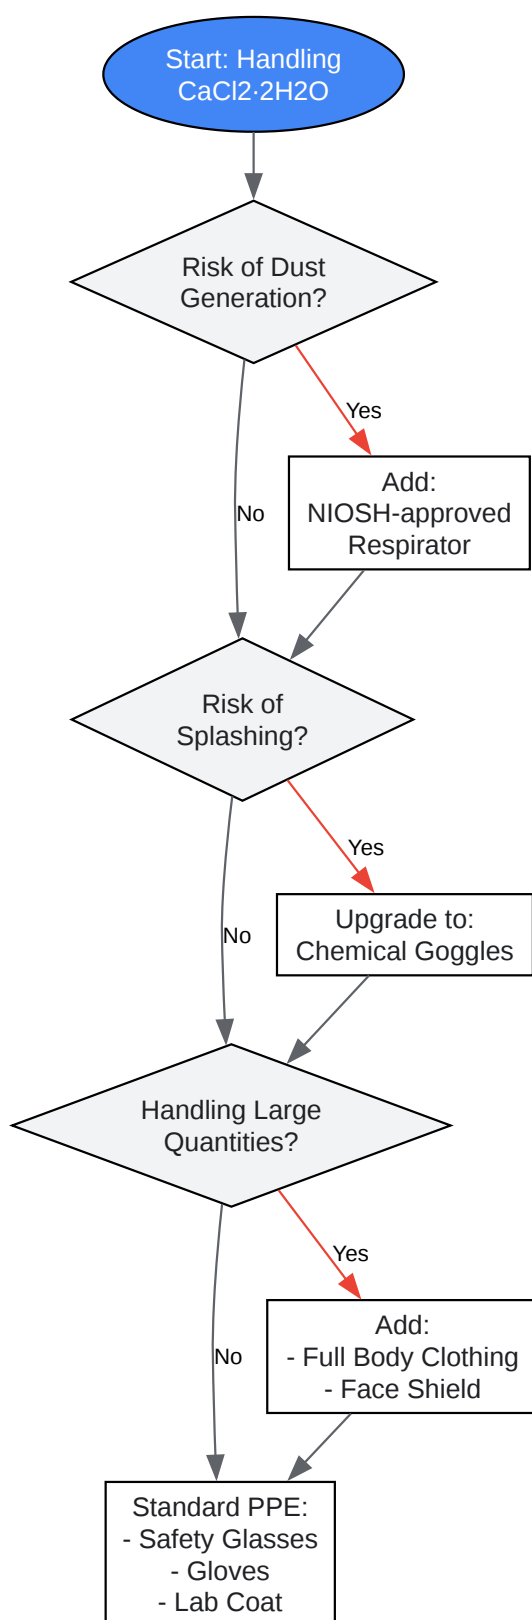 Start: Handling
CaCl2·2H2O
Risk of Dust
Generation?
Yes
Add:
NIOSH-approved
Respirator
No
Risk of
Splashing?
Yes
Upgrade to:
Chemical Goggles
No
Handling Large
Quantities?
Yes
Add:
- Full Body Clothing
- Face Shield
No
Standard PPE:
- Safety Glasses
- Gloves
- Lab Coat